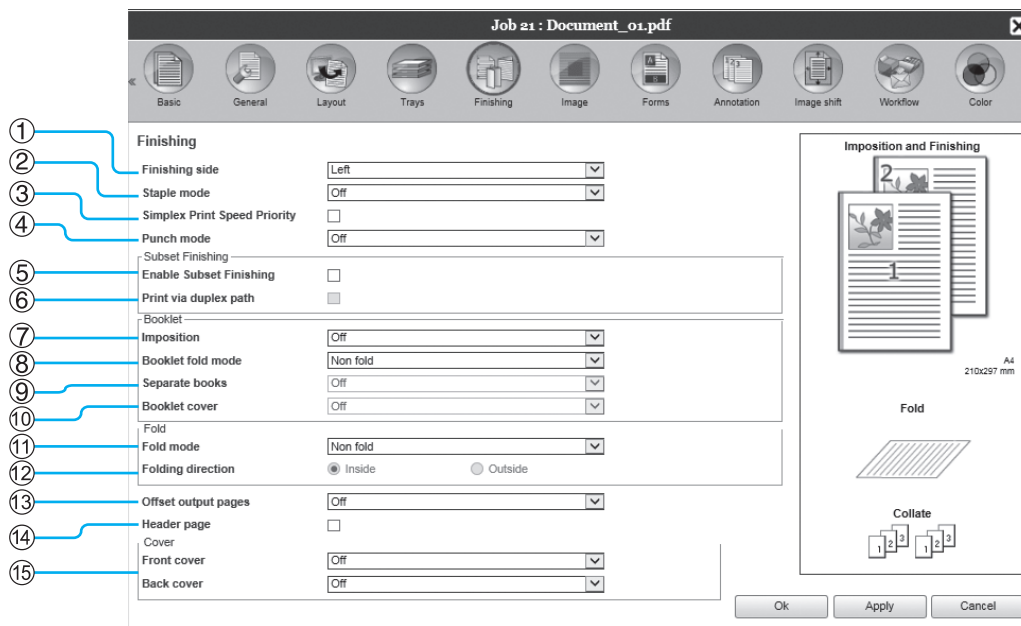 Job 21 : Document_01.pdf
«
Basic General Layout Trays Finishing Image Forms Annotation Image shift Workflow Color
Finishing
① Finishing side Left
② Staple mode Off
③ Simplex Print Speed Priority
④ Punch mode Off
Subset Finishing
⑤ Enable Subset Finishing
⑥ Print via duplex path
Booklet
⑦ Imposition Off
⑧ Booklet fold mode Non fold
⑨ Separate books Off
⑩ Booklet cover Off
Fold
⑪ Fold mode Non fold
⑫ Folding direction Inside Outside
⑬ Offset output pages Off
⑭ Header page
Cover
⑮ Front cover Off
Back cover Off
Imposition and Finishing
2
1
A4
210x297 mm
Fold
Collate
1 2 3 1 2 3
Ok Apply Cancel